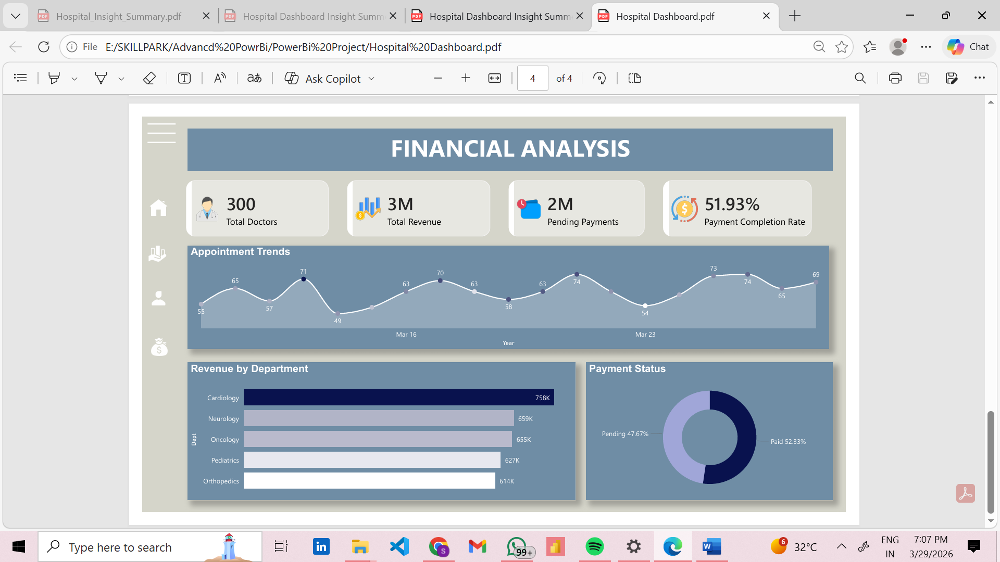 Hospital_Insight_Summary.pdf
Hospital Dashboard Insight Summ
Hospital Dashboard Insight Summ
Hospital Dashboard.pdf
File E:/SKILLPARK/Advancd%20PowrBi/PowerBi%20Project/Hospital%20Dashboard.pdf
Chat
Ask Copilot
4 of 4
FINANCIAL ANALYSIS
300
Total Doctors
3M
Total Revenue
2M
Pending Payments
51.93%
Payment Completion Rate
Appointment Trends
55
65
57
71
49
63
70
63
58
63
74
54
73
74
65
69
Mar 16
Mar 23
Year
Revenue by Department
Dept
Cardiology 758K
Neurology 659K
Oncology 655K
Pediatrics 627K
Orthopedics 614K
Payment Status
Pending 47.67%
Paid 52.33%
Type here to search
99+
6
32°C
ENG
IN
7:07 PM
3/29/2026